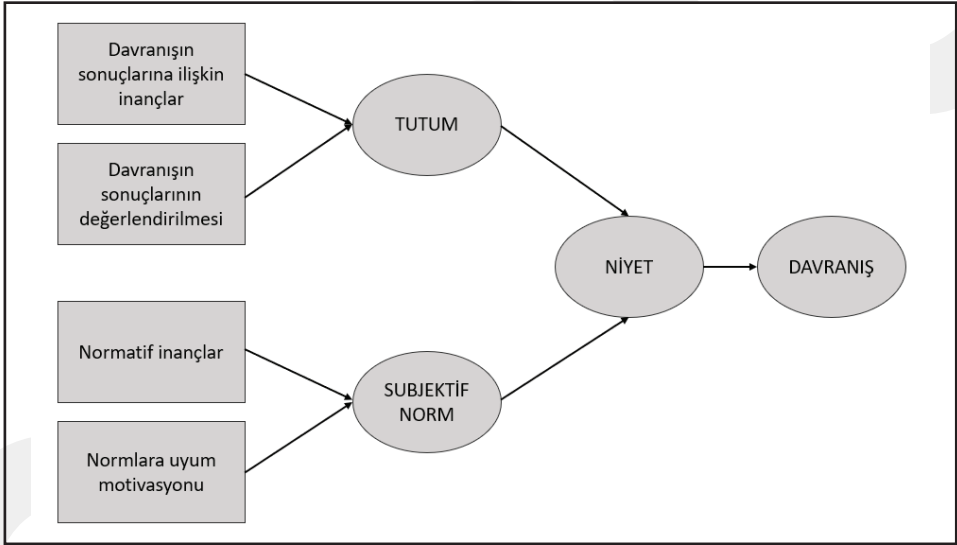 Davranışın
sonuçlarına ilişkin
inançlar
Davranışın
sonuçlarının
değerlendirilmesi
TUTUM
NİYET
DAVRANIŞ
Normatif inançlar
Normlara uyum
motivasyonu
SUBJEKTİF
NORM